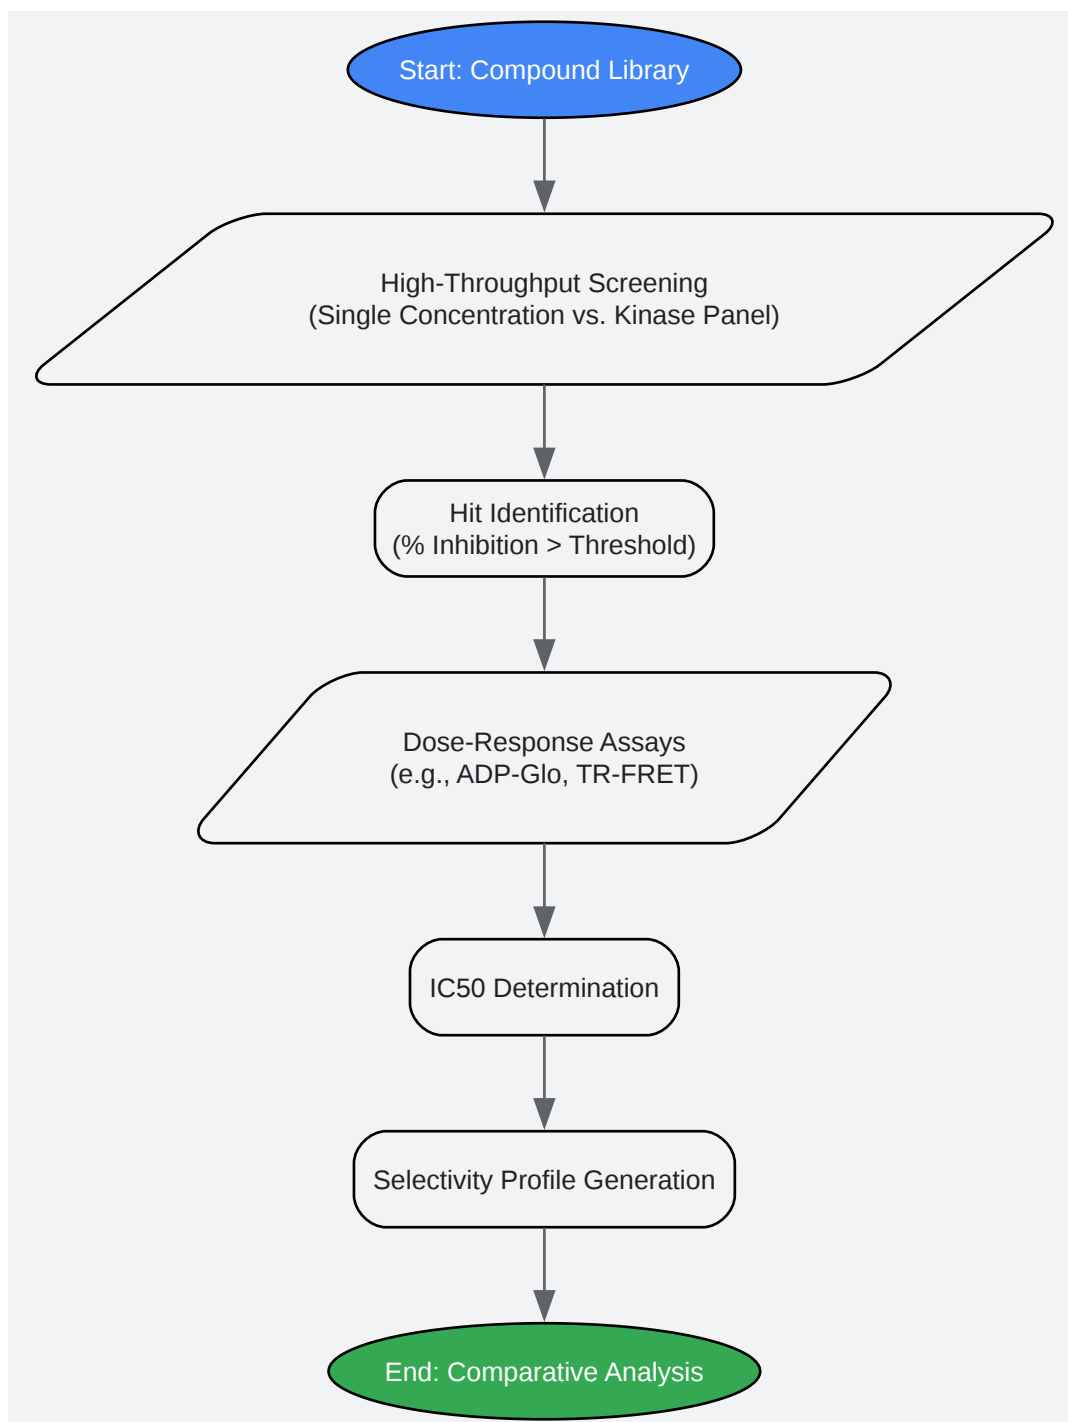 Start: Compound Library
High-Throughput Screening
(Single Concentration vs. Kinase Panel)
Hit Identification
(% Inhibition > Threshold)
Dose-Response Assays
(e.g., ADP-Glo, TR-FRET)
IC50 Determination
Selectivity Profile Generation
End: Comparative Analysis